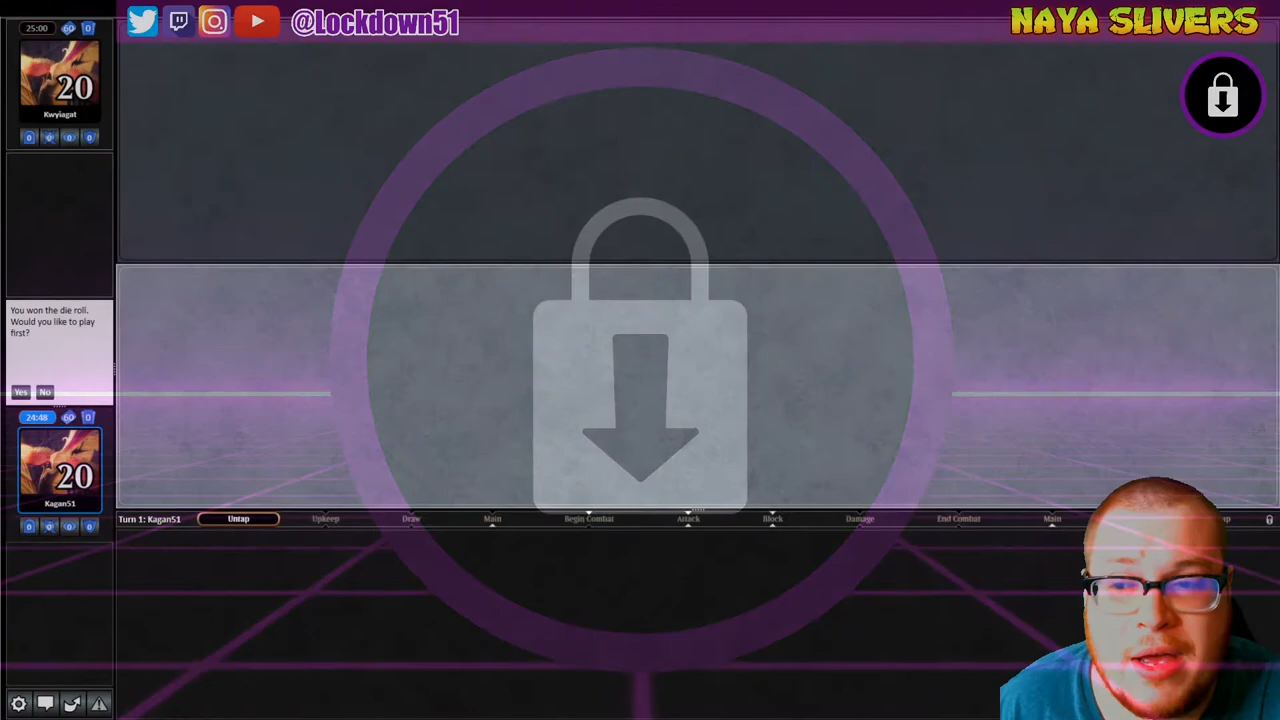 @Lockdown51
NAYA SLIVERS
25:00 60 0
20
Kwyiagat
0 0 0 0
You won the die roll.
Would you like to play
first?
Yes No
24:48 60 0
20
Kagan51
0 0 0 0
Turn 1: Kagan51 Untap Upkeep Draw Main Begin Combat Attack Block Damage End Combat Main